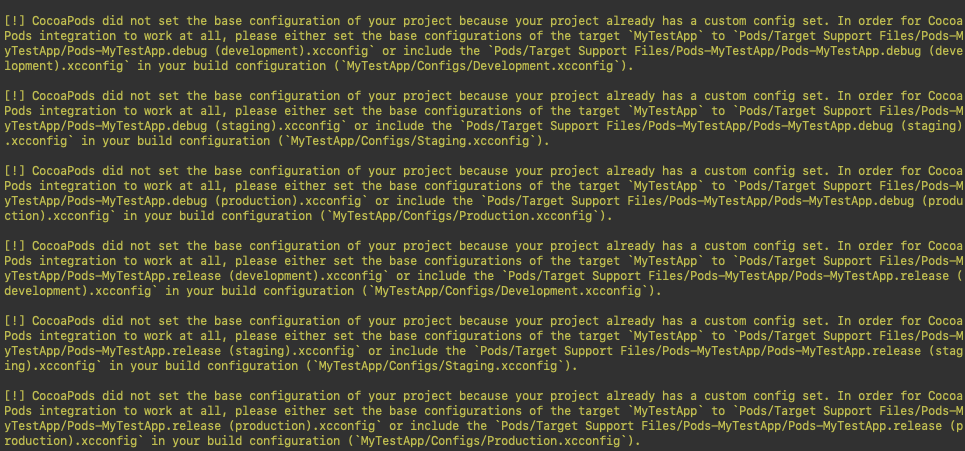 [!] CocoaPods did not set the base configuration of your project because your project already has a custom config set. In order for Cocoa
Pods integration to work at all, please either set the base configurations of the target `MyTestApp` to `Pods/Target Support Files/Pods-M
yTestApp/Pods-MyTestApp.debug (development).xcconfig` or include the `Pods/Target Support Files/Pods-MyTestApp/Pods-MyTestApp.debug (deve
lopment).xcconfig` in your build configuration (`MyTestApp/Configs/Development.xcconfig`).
[!] CocoaPods did not set the base configuration of your project because your project already has a custom config set. In order for Cocoa
Pods integration to work at all, please either set the base configurations of the target `MyTestApp` to `Pods/Target Support Files/Pods-M
yTestApp/Pods-MyTestApp.debug (staging).xcconfig` or include the `Pods/Target Support Files/Pods-MyTestApp/Pods-MyTestApp.debug (staging)
.xcconfig` in your build configuration (`MyTestApp/Configs/Staging.xcconfig`).
[!] CocoaPods did not set the base configuration of your project because your project already has a custom config set. In order for Cocoa
Pods integration to work at all, please either set the base configurations of the target `MyTestApp` to `Pods/Target Support Files/Pods-M
yTestApp/Pods-MyTestApp.debug (production).xcconfig` or include the `Pods/Target Support Files/Pods-MyTestApp/Pods-MyTestApp.debug (produ
ction).xcconfig` in your build configuration (`MyTestApp/Configs/Production.xcconfig`).
[!] CocoaPods did not set the base configuration of your project because your project already has a custom config set. In order for Cocoa
Pods integration to work at all, please either set the base configurations of the target `MyTestApp` to `Pods/Target Support Files/Pods-M
yTestApp/Pods-MyTestApp.release (development).xcconfig` or include the `Pods/Target Support Files/Pods-MyTestApp/Pods-MyTestApp.release (
development).xcconfig` in your build configuration (`MyTestApp/Configs/Development.xcconfig`).
[!] CocoaPods did not set the base configuration of your project because your project already has a custom config set. In order for Cocoa
Pods integration to work at all, please either set the base configurations of the target `MyTestApp` to `Pods/Target Support Files/Pods-M
yTestApp/Pods-MyTestApp.release (staging).xcconfig` or include the `Pods/Target Support Files/Pods-MyTestApp/Pods-MyTestApp.release (stag
ing).xcconfig` in your build configuration (`MyTestApp/Configs/Staging.xcconfig`).
[!] CocoaPods did not set the base configuration of your project because your project already has a custom config set. In order for Cocoa
Pods integration to work at all, please either set the base configurations of the target `MyTestApp` to `Pods/Target Support Files/Pods-M
yTestApp/Pods-MyTestApp.release (production).xcconfig` or include the `Pods/Target Support Files/Pods-MyTestApp/Pods-MyTestApp.release (p
roduction).xcconfig` in your build configuration (`MyTestApp/Configs/Production.xcconfig`).